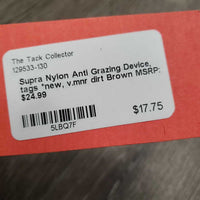 The Tack Collector
129533-130
Supra Nylon Anti Grazing Device,
tags *new, v.mnr dirt Brown MSRP:
$24.99
$17.75
5LBQ7F